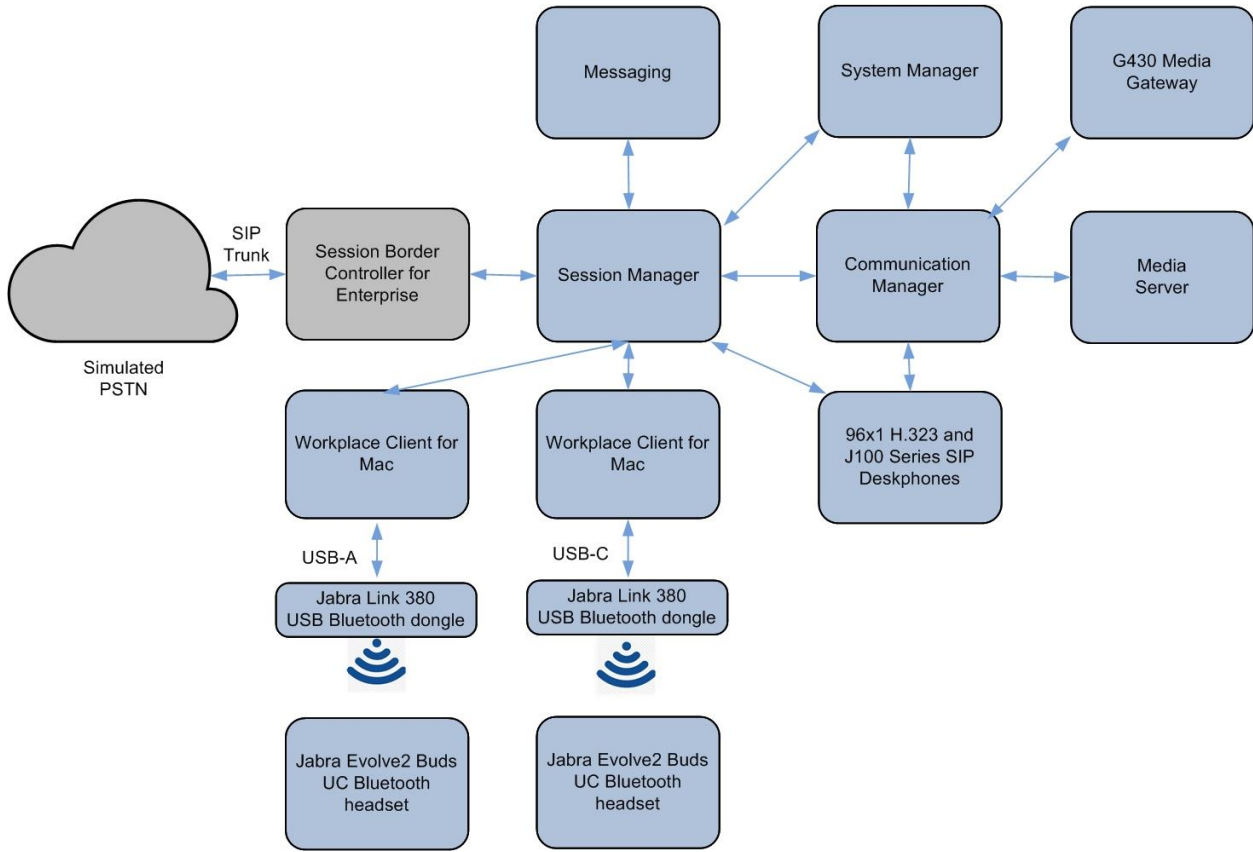 Messaging
System Manager
G430 Media
Gateway
SIP
Trunk
Session Border
Controller for
Enterprise
Session Manager
Communication
Manager
Media
Server
Simulated
PSTN
Workplace Client for
Mac
Workplace Client for
Mac
96x1 H.323 and
J100 Series SIP
Deskphones
USB-A
USB-C
Jabra Link 380
USB Bluetooth dongle
Jabra Link 380
USB Bluetooth dongle
Jabra Evolve2 Buds
UC Bluetooth
headset
Jabra Evolve2 Buds
UC Bluetooth
headset